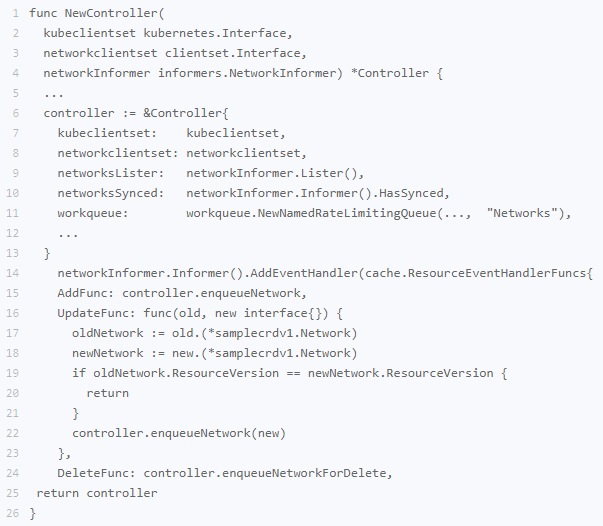 1 func NewController(
2   kubeclientset kubernetes.Interface,
3   networkclientset clientset.Interface,
4   networkInformer informers.NetworkInformer) *Controller {
5   ...
6   controller := &Controller{
7     kubeclientset:    kubeclientset,
8     networkclientset: networkclientset,
9     networksLister:   networkInformer.Lister(),
10     networksSynced:   networkInformer.Informer().HasSynced,
11     workqueue:        workqueue.NewNamedRateLimitingQueue(...,  "Networks"),
12     ...
13   }
14     networkInformer.Informer().AddEventHandler(cache.ResourceEventHandlerFuncs{
15     AddFunc: controller.enqueueNetwork,
16     UpdateFunc: func(old, new interface{}) {
17       oldNetwork := old.(*samplecrdv1.Network)
18       newNetwork := new.(*samplecrdv1.Network)
19       if oldNetwork.ResourceVersion == newNetwork.ResourceVersion {
20         return
21       }
22       controller.enqueueNetwork(new)
23     },
24     DeleteFunc: controller.enqueueNetworkForDelete,
25  return controller
26 }